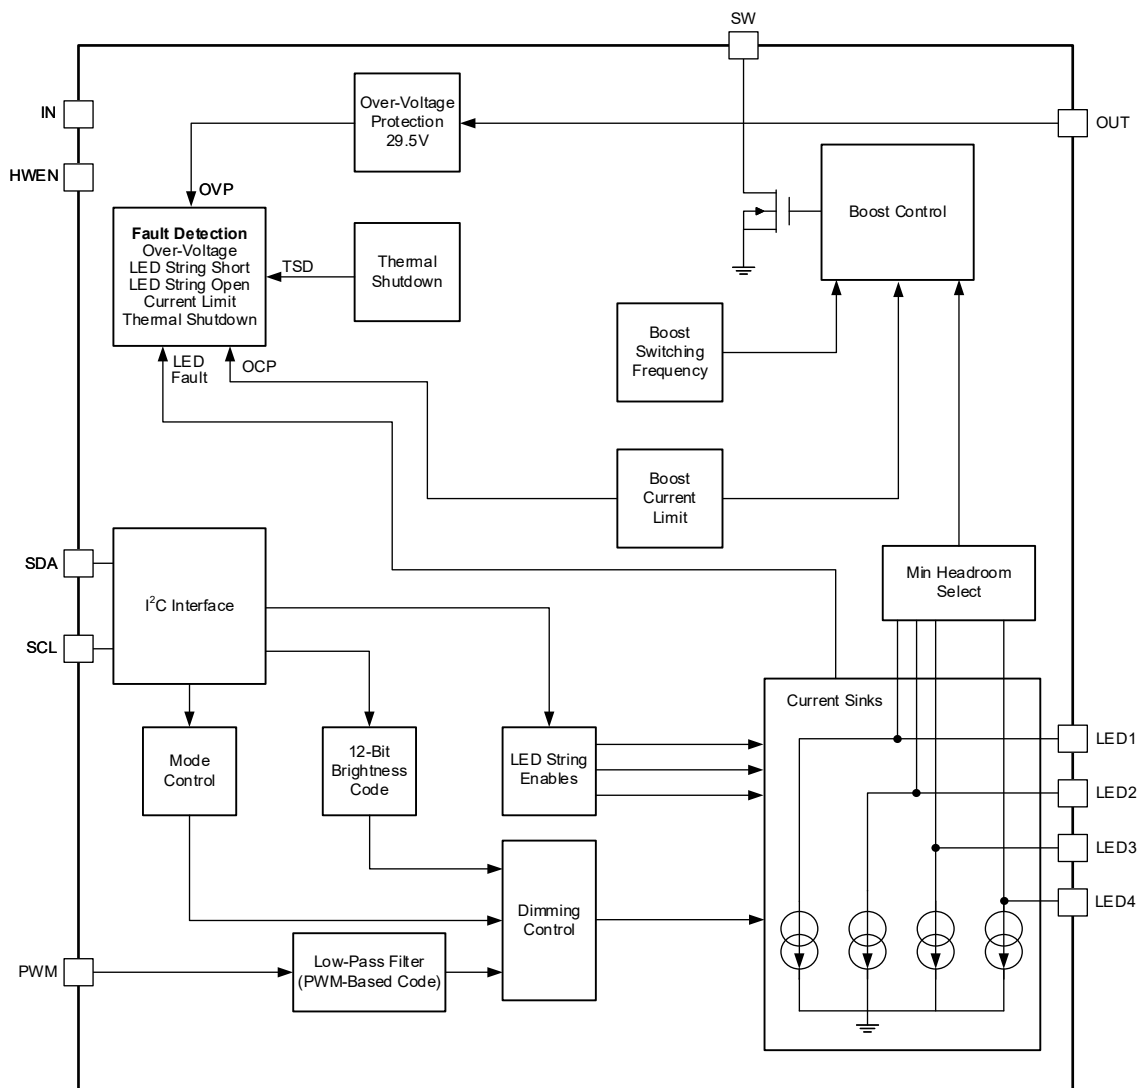 SW
IN
Over-Voltage
Protection
29.5V
OUT
HWEN
OVP
Boost Control
Fault Detection
Over-Voltage
LED String Short
LED String Open
Current Limit
Thermal Shutdown
TSD
Thermal
Shutdown
Boost
Switching
Frequency
LED
Fault
OCP
Boost
Current
Limit
SDA
I²C Interface
SCL
Min Headroom
Select
Current Sinks
Mode
Control
12-Bit
Brightness
Code
LED String
Enables
LED1
LED2
LED3
LED4
Dimming
Control
PWM
Low-Pass Filter
(PWM-Based Code)